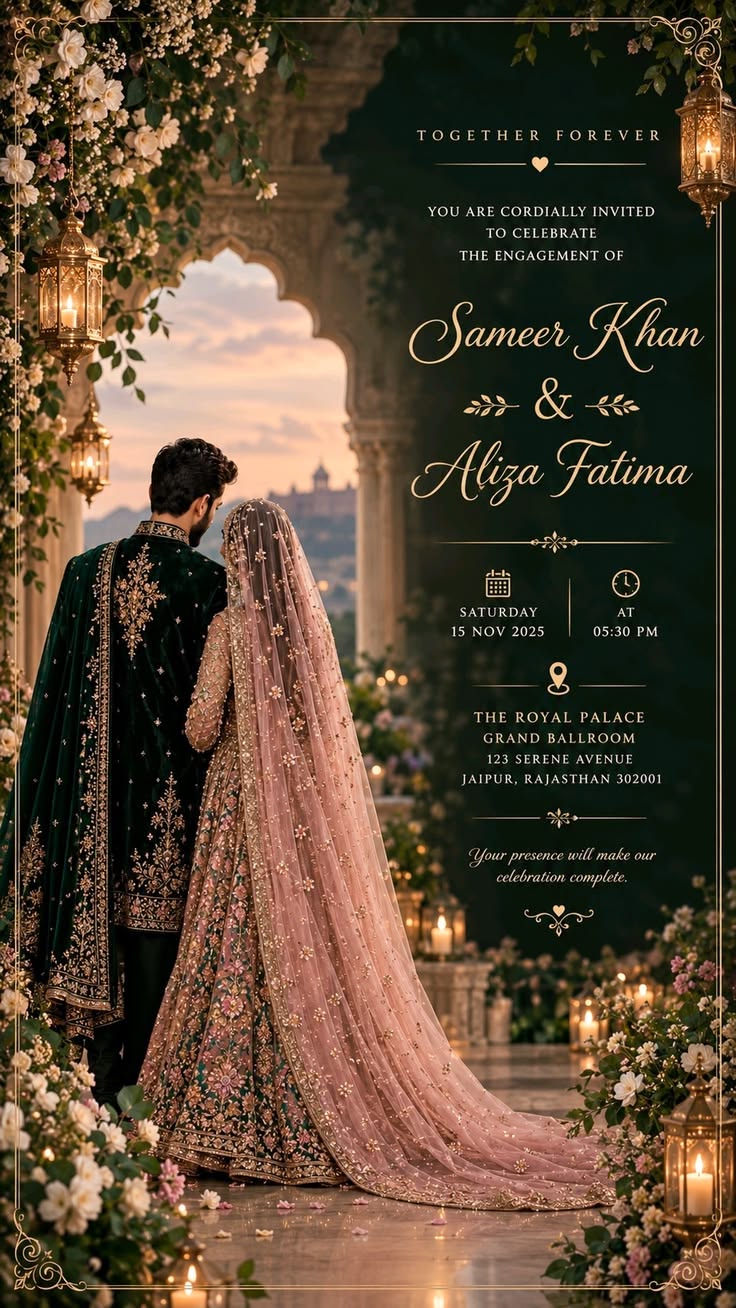 TOGETHER FOREVER
YOU ARE CORDIALLY INVITED
TO CELEBRATE
THE ENGAGEMENT OF
Sameer Khan
&
Aliza Fatima
SATURDAY
15 NOV 2025
AT
05:30 PM
THE ROYAL PALACE
GRAND BALLROOM
123 SERENE AVENUE
JAIPUR, RAJASTHAN 302001
Your presence will make our
celebration complete.